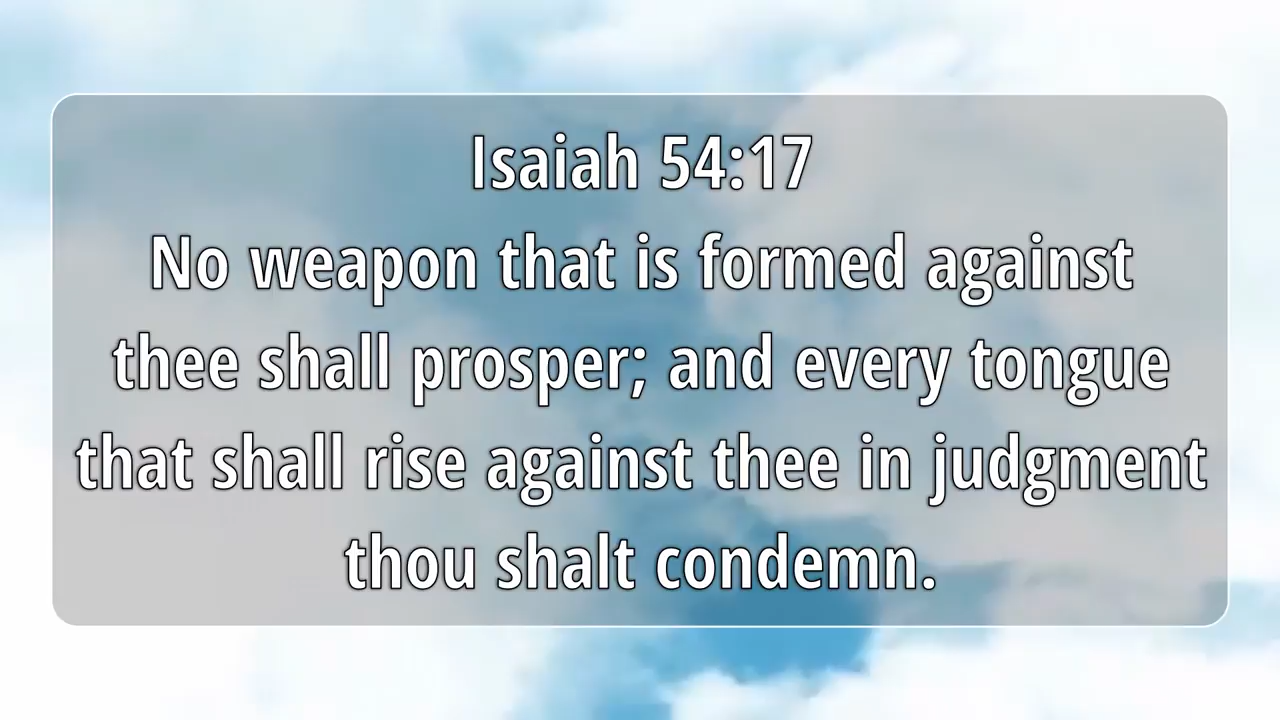 Isaiah 54:17
No weapon that is formed against
thee shall prosper; and every tongue
that shall rise against thee in judgment
thou shalt condemn.